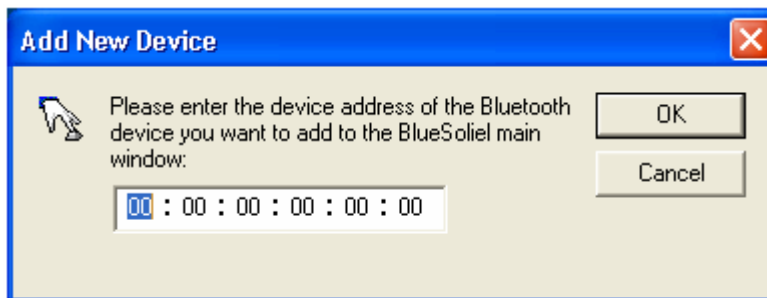 Add New Device
Please enter the device address of the Bluetooth
device you want to add to the BlueSoliel main
window:
00 : 00 : 00 : 00 : 00 : 00
OK
Cancel